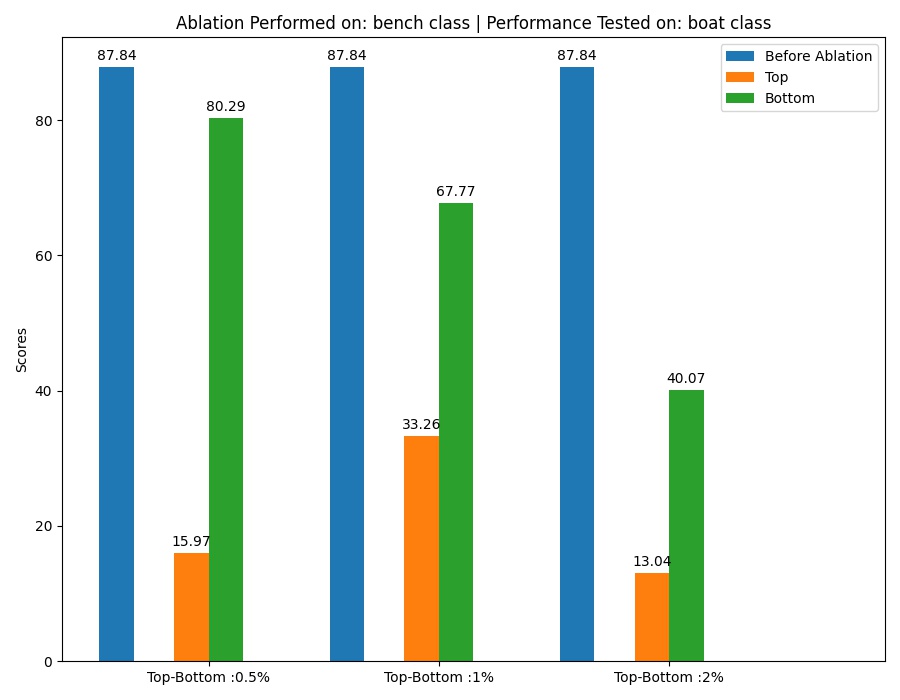 Ablation Performed on: bench class | Performance Tested on: boat class
Before Ablation
Top
Bottom
87.84
87.84
87.84
80.29
67.77
40.07
33.26
15.97
13.04
Scores
80
60
40
20
0
Top-Bottom :0.5%
Top-Bottom :1%
Top-Bottom :2%